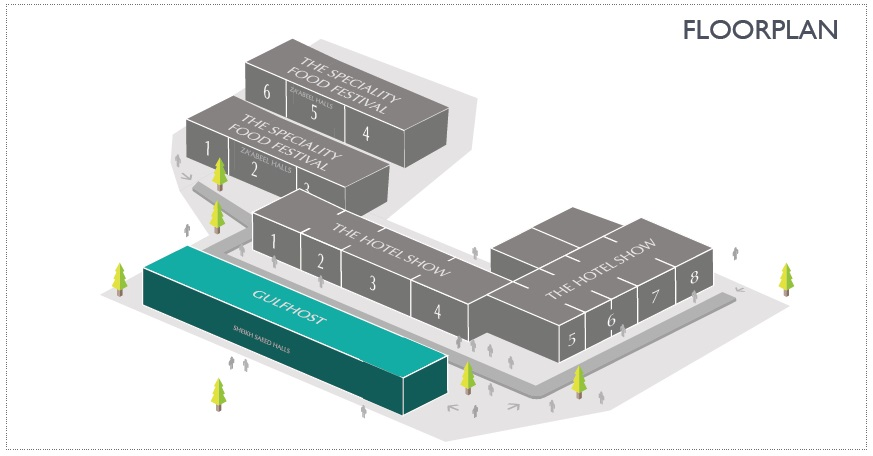 FLOORPLAN
THE SPECIALITY
FOOD FESTIVAL
ZA'ABEEL HALLS
6
5
4
THE SPECIALITY
FOOD FESTIVAL
ZA'ABEEL HALLS
1
2
3
THE HOTEL SHOW
1
2
3
4
THE HOTEL SHOW
5
6
7
8
GULFHOST
SHEIKH SAEED HALLS